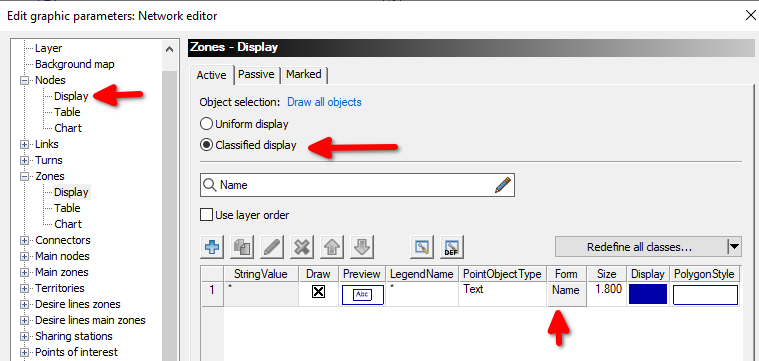 Edit graphic parameters: Network editor
Layer
Background map
Nodes
Display
Table
Chart
Links
Turns
Zones
Display
Table
Chart
Connectors
Main nodes
Main zones
Territories
Desire lines zones
Desire lines main zones
Sharing stations
Points of interest
Zones - Display
Active Passive Marked
Object selection: Draw all objects
Uniform display
Classified display
Name
Use layer order
DEF
Redefine all classes...
StringValue Draw Preview LegendName PointObjectType Form Size Display PolygonStyle
1 * Abc * Text Name 1.800